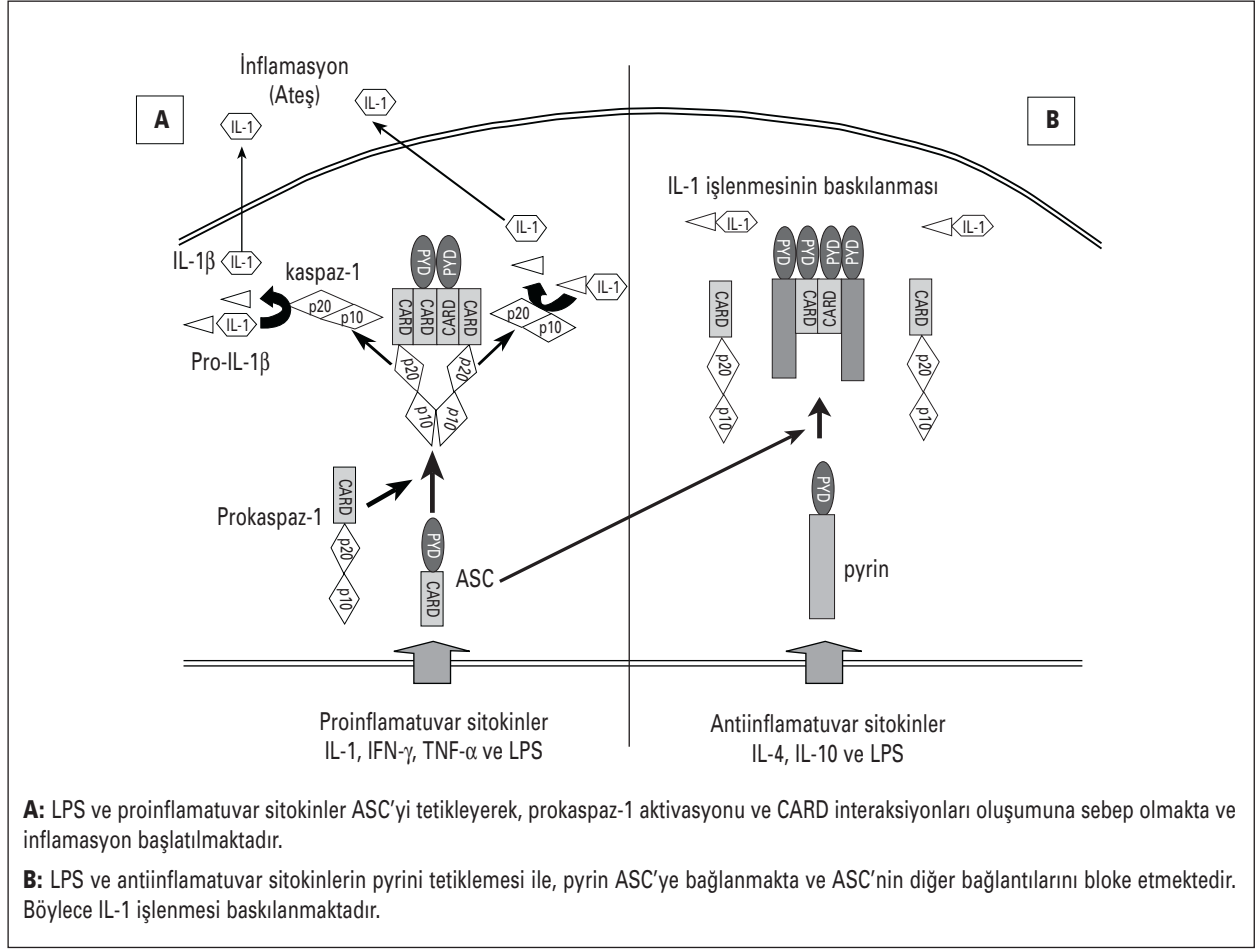 İnflamasyon
(Ateş)
A
B
IL-1
IL-1
IL-1 işlenmesinin baskılanması
IL-1
IL-1
IL-1
IL-1β
IL-1
kaspaz-1
PYD
PYD
PYD
PYD
PYD
PYD
IL-1
IL-1
Pro-IL-1β
p20
p10
CARD
CARD
CARD
CARD
p20
p10
CARD
CARD
CARD
CARD
p20
p20
p10
p10
p20
p10
p20
p10
Prokaspaz-1
CARD
p20
p10
PYD
CARD
ASC
PYD
pyrin
Proinflamatuvar sitokinler
IL-1, IFN-γ, TNF-α ve LPS
Antiinflamatuvar sitokinler
IL-4, IL-10 ve LPS
A: LPS ve proinflamatuvar sitokinler ASC’yi tetikleyerek, prokaspaz-1 aktivasyonu ve CARD interaksiyonları oluşumuna sebep olmakta ve
inflamasyon başlatılmaktadır.
B: LPS ve antiinflamatuvar sitokinlerin pyrini tetiklemesi ile, pyrin ASC’ye bağlanmakta ve ASC’nin diğer bağlantılarını bloke etmektedir.
Böylece IL-1 işlenmesi baskılanmaktadır.